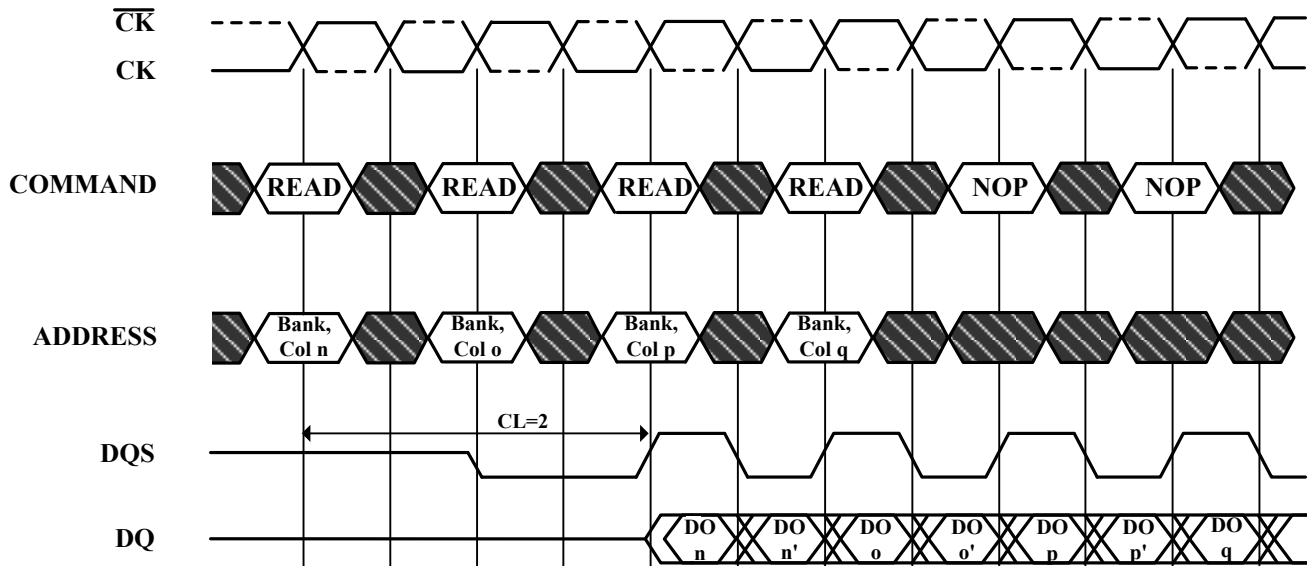 CK
CK
COMMAND READ READ READ READ NOP NOP
ADDRESS Bank, Col n Bank, Col o Bank, Col p Bank, Col q
CL=2
DQS
DQ DO n DO n' DO o DO o' DO p DO p' DO q